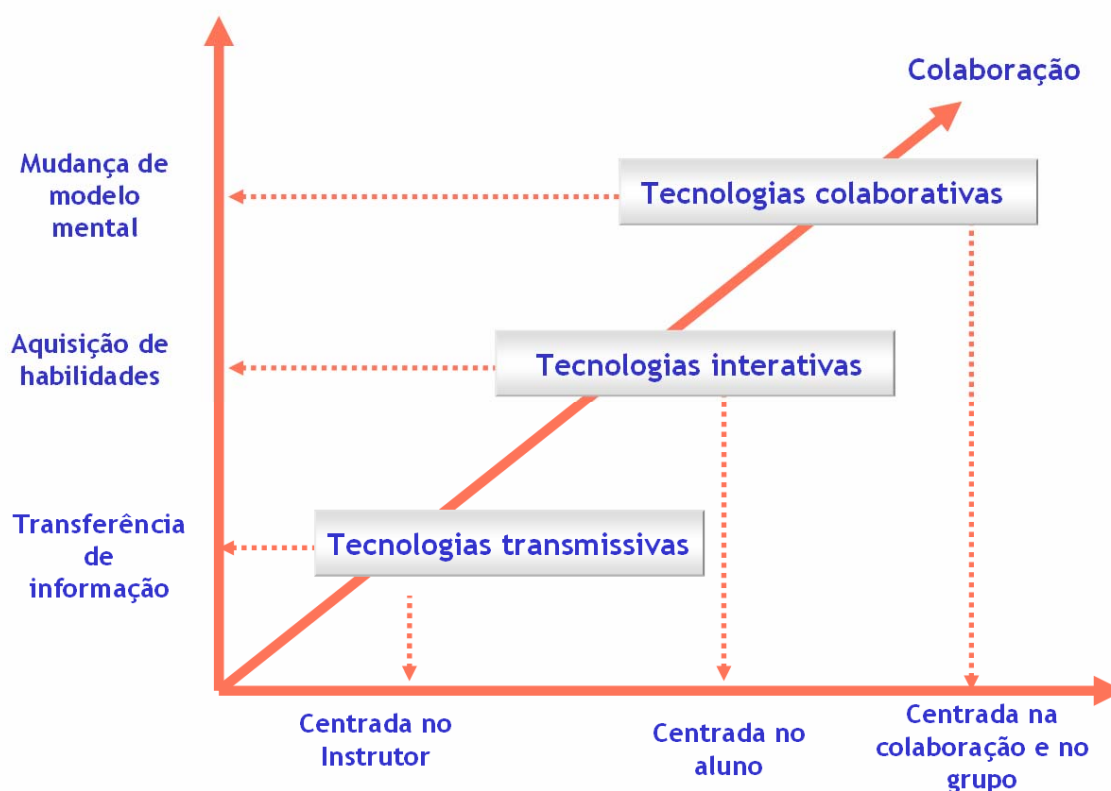 Colaboração
Mudança de
modelo
mental
Tecnologias colaborativas
Aquisição de
habilidades
Tecnologias interativas
Transferência
de
informação
Tecnologias transmissivas
Centrada no
Instrutor
Centrada no
aluno
Centrada na
colaboração e no
grupo